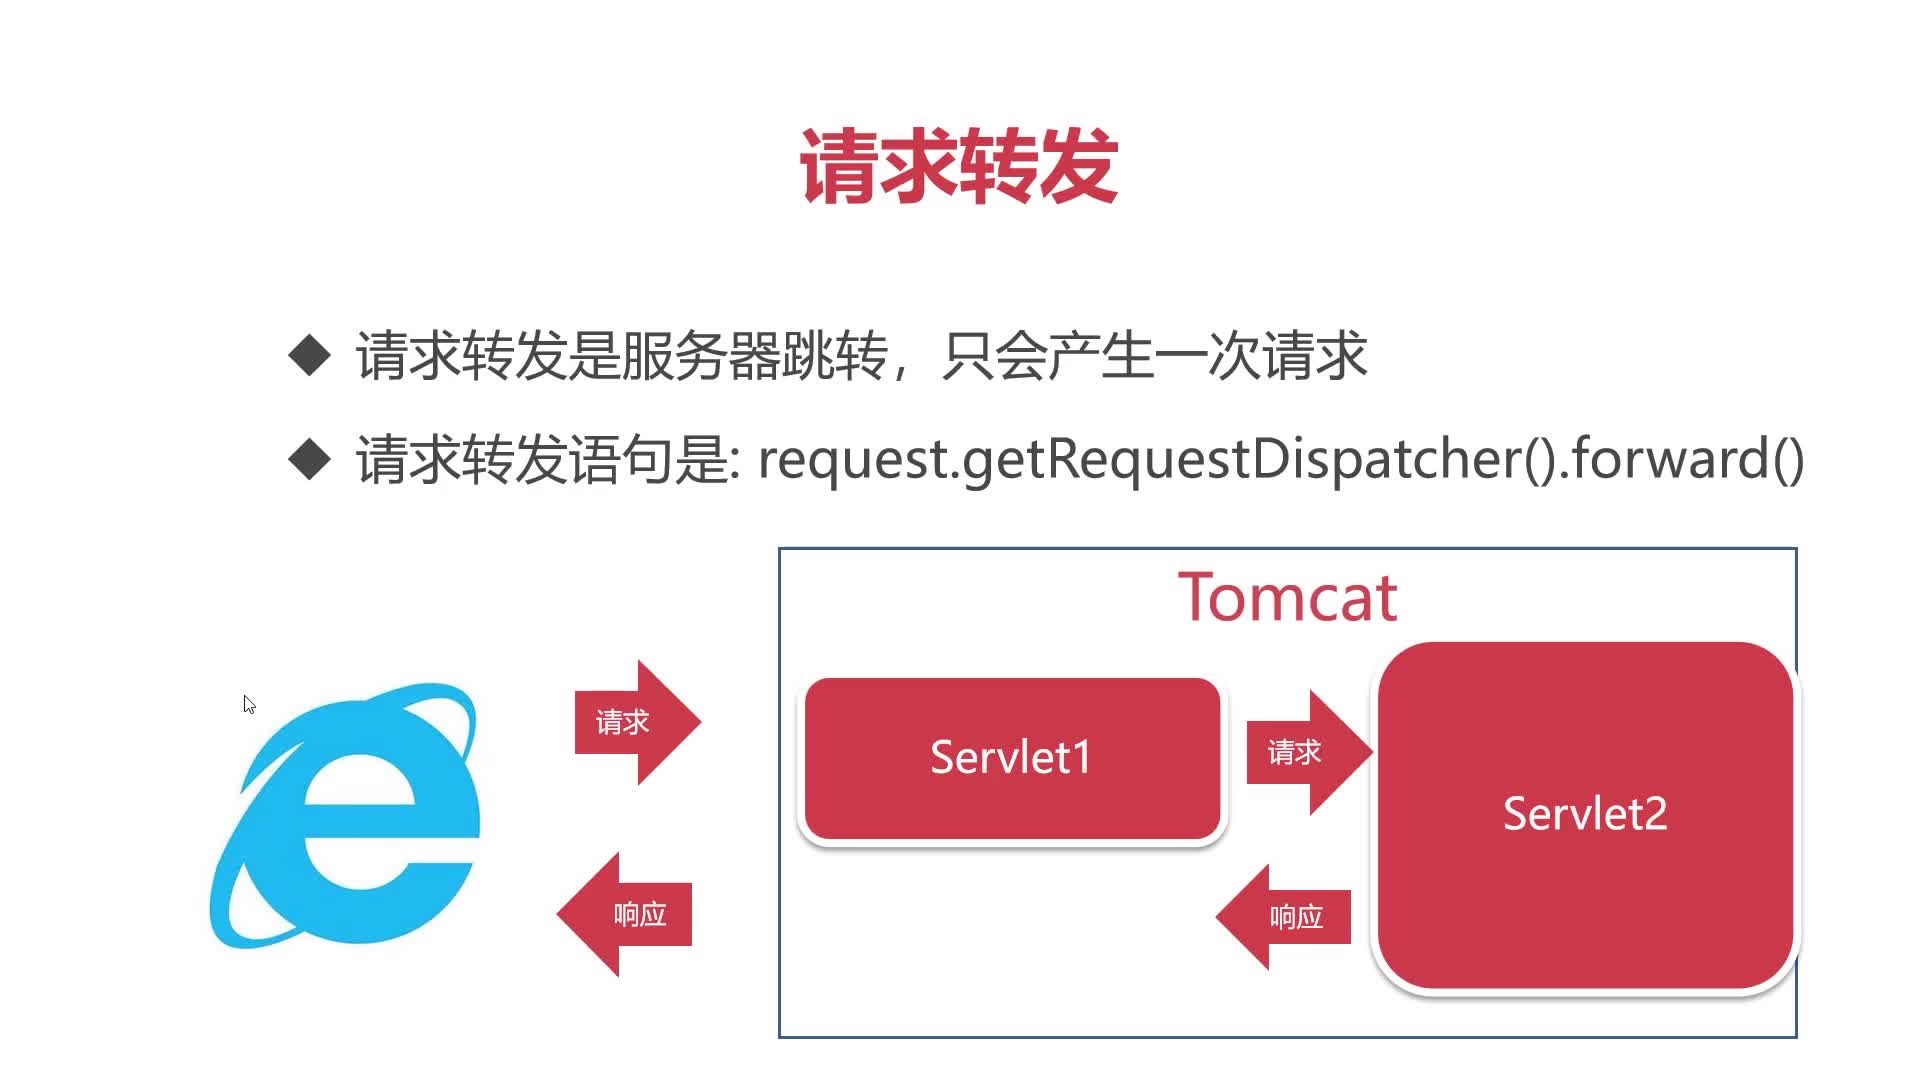 请求转发
◆ 请求转发是服务器跳转，只会产生一次请求
◆ 请求转发语句是: request.getRequestDispatcher().forward()
Tomcat
请求
Servlet1
请求
Servlet2
响应
响应